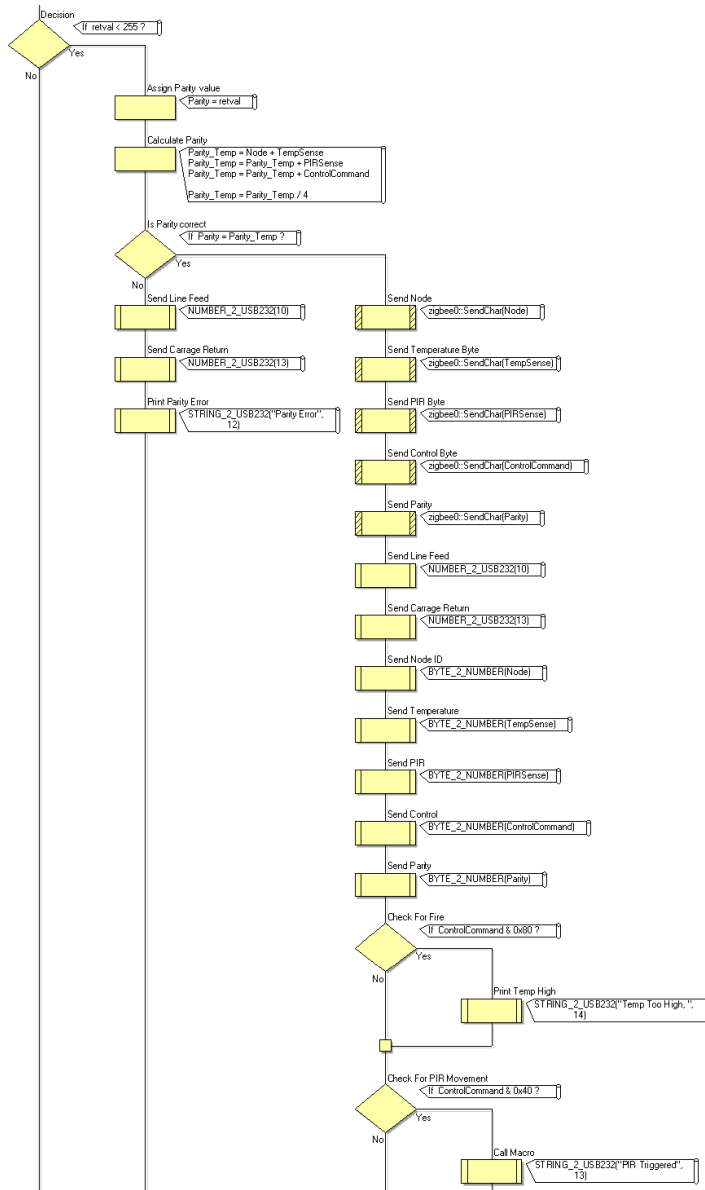 Decision
If retval < 255 ?
Yes
No
Assign Parity value
Parity = retval
Calculate Parity
Parity_Temp = Node + TempSense
Parity_Temp = Parity_Temp + PIRSense
Parity_Temp = Parity_Temp + ControlCommand
Parity_Temp = Parity_Temp / 4
Is Parity correct
If Parity = Parity_Temp ?
Yes
No
Send Line Feed
NUMBER_2_USB232(10)
Send Carrage Return
NUMBER_2_USB232(13)
Print Parity Error
STRING_2_USB232("Parity Error",
12)
Send Node
zigbee0::SendChar(Node)
Send Temperature Byte
zigbee0::SendChar(TempSense)
Send PIR Byte
zigbee0::SendChar(PIRSense)
Send Control Byte
zigbee0::SendChar(ControlCommand)
Send Parity
zigbee0::SendChar(Parity)
Send Line Feed
NUMBER_2_USB232(10)
Send Carrage Return
NUMBER_2_USB232(13)
Send Node ID
BYTE_2_NUMBER(Node)
Send Temperature
BYTE_2_NUMBER(TempSense)
Send PIR
BYTE_2_NUMBER(PIRSense)
Send Control
BYTE_2_NUMBER(ControlCommand)
Send Parity
BYTE_2_NUMBER(Parity)
Check For Fire
If ControlCommand & 0x80 ?
Yes
No
Print Temp High
STRING_2_USB232("Temp Too High, ",
14)
Check For PIR Movement
If ControlCommand & 0x40 ?
Yes
No
Call Macro
STRING_2_USB232("PIR Triggered",
13)